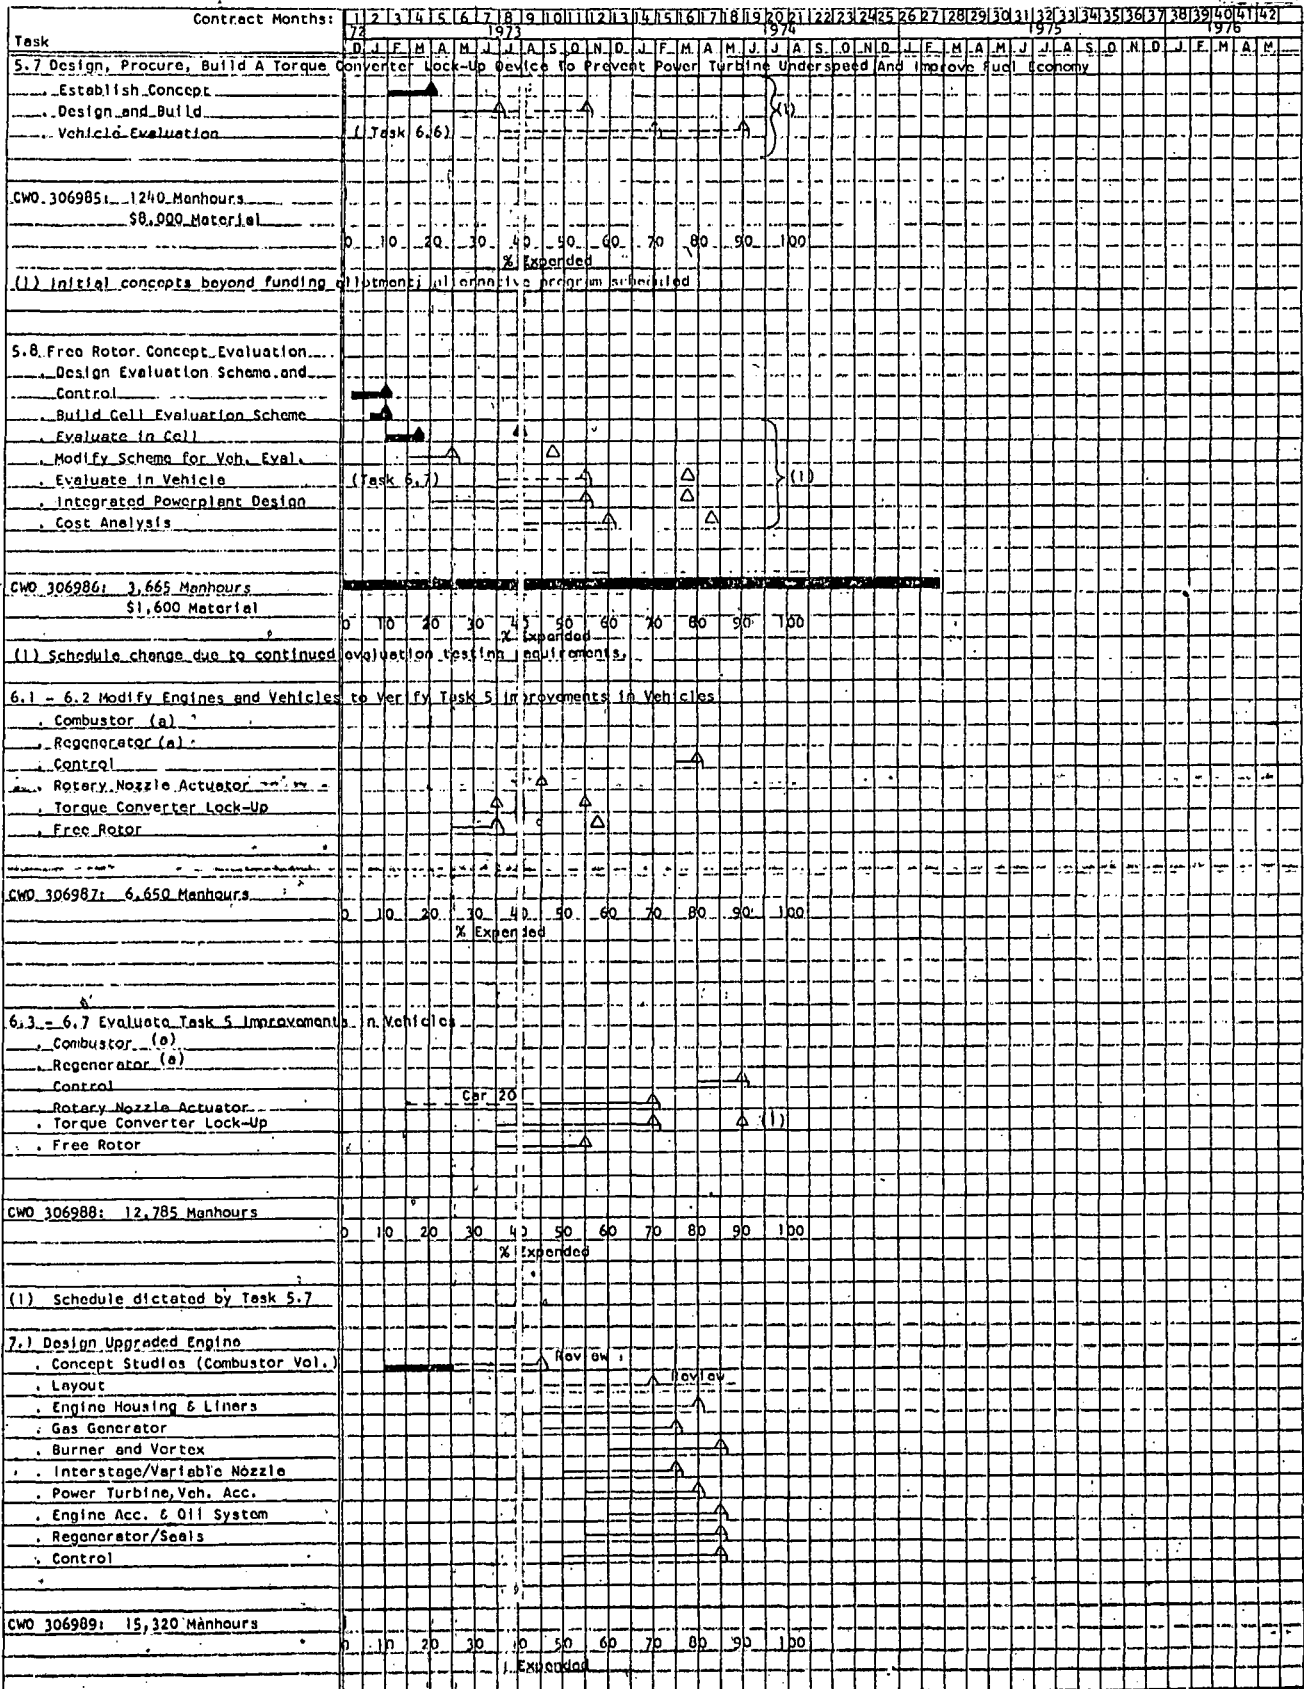 Contract Months: 1 2 3 4 5 6 7 8 9 10 11 12 13 14 15 16 17 18 19 20 21 22 23 24 25 26 27 28 29 30 31 32 33 34 35 36 37 38 39 40 41 42
72 1973 1974 1975 1976
Task D J F M A M J J A S O N D J F M A M J J A S O N D J F M A M J J A S O N D J F M A M
5.7 Design, Procure, Build A Torque Converter Lock-Up Device To Prevent Power Turbine Underspeed And Improve Fuel Economy
. Establish Concept
. Design and Build (1)
. Vehicle Evaluation (Task 6.6)
CWO 306985: 1240 Manhours
$8,000 Material
0 10 20 30 40 50 60 70 80 90 100
% Expended
(1) Initial concepts beyond funding allotment; alternative program scheduled
5.8 Free Rotor Concept Evaluation
. Design Evaluation Scheme and
Control
. Build Cell Evaluation Scheme
. Evaluate in Cell
. Modify Scheme for Veh. Eval.
. Evaluate in Vehicle (Task 6.7) (1)
. Integrated Powerplant Design
. Cost Analysis
CWO 306986: 3,665 Manhours
$1,600 Material
0 10 20 30 40 50 60 70 80 90 100
% Expended
(1) Schedule change due to continued evaluation testing requirements.
6.1 - 6.2 Modify Engines and Vehicles to Verify Task 5 Improvements in Vehicles
. Combustor (a)
. Regenerator (a)
. Control
. Rotary Nozzle Actuator
. Torque Converter Lock-Up
. Free Rotor
CWO 306987: 6,650 Manhours
0 10 20 30 40 50 60 70 80 90 100
% Expended
6.3 - 6.7 Evaluate Task 5 Improvements in Vehicles
. Combustor (a)
. Regenerator (a)
Control
. Rotary Nozzle Actuator Car 20
. Torque Converter Lock-Up (1)
. Free Rotor
CWO 306988: 12,785 Manhours
0 10 20 30 40 50 60 70 80 90 100
% Expended
(1) Schedule dictated by Task 5.7
7.1 Design Upgraded Engine
. Concept Studies (Combustor Vol.) Review
. Layout Review
. Engine Housing & Liners
. Gas Generator
. Burner and Vortex
. Interstage/Variable Nozzle
. Power Turbine, Veh. Acc.
. Engine Acc. & Oil System
. Regenerator/Seals
. Control
CWO 306989: 15,320 Manhours
0 10 20 30 40 50 60 70 80 90 100
% Expended